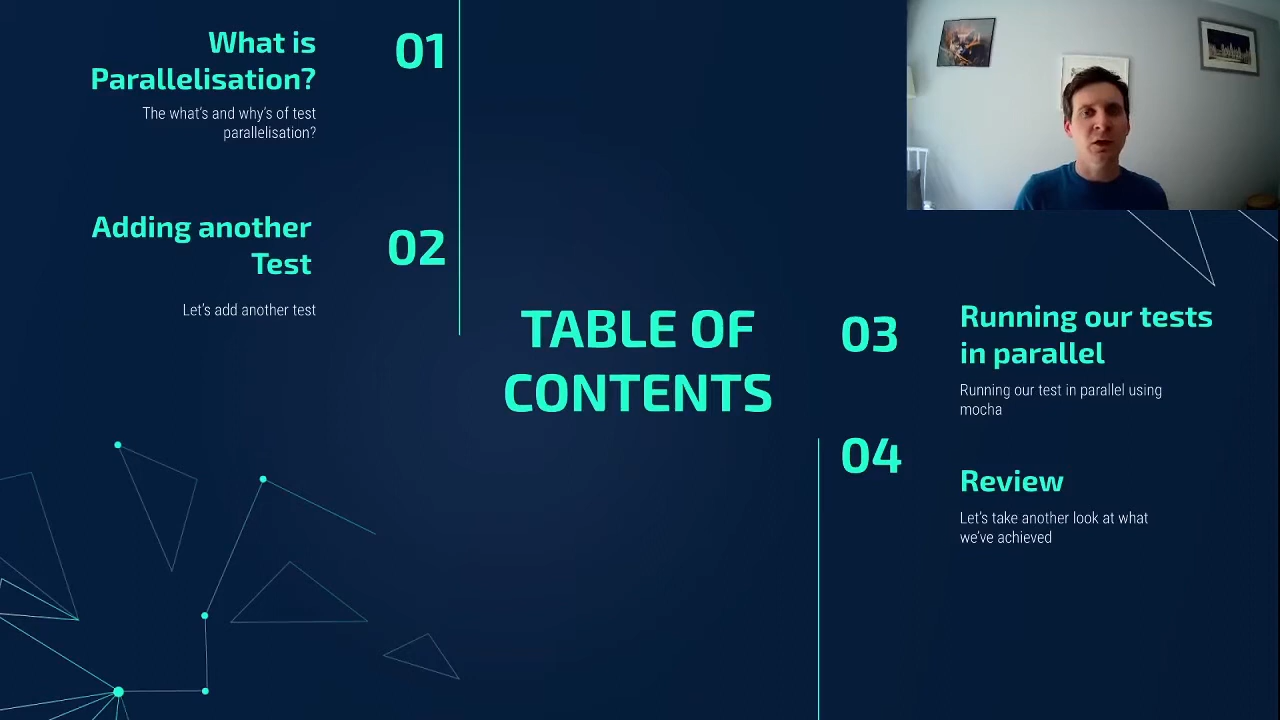 What is
Parallelisation?
01
The what's and why's of test
parallelisation?
Adding another
Test
02
Let's add another test
TABLE OF
CONTENTS
03
Running our tests
in parallel
Running our test in parallel using
mocha
04
Review
Let's take another look at what
we've achieved